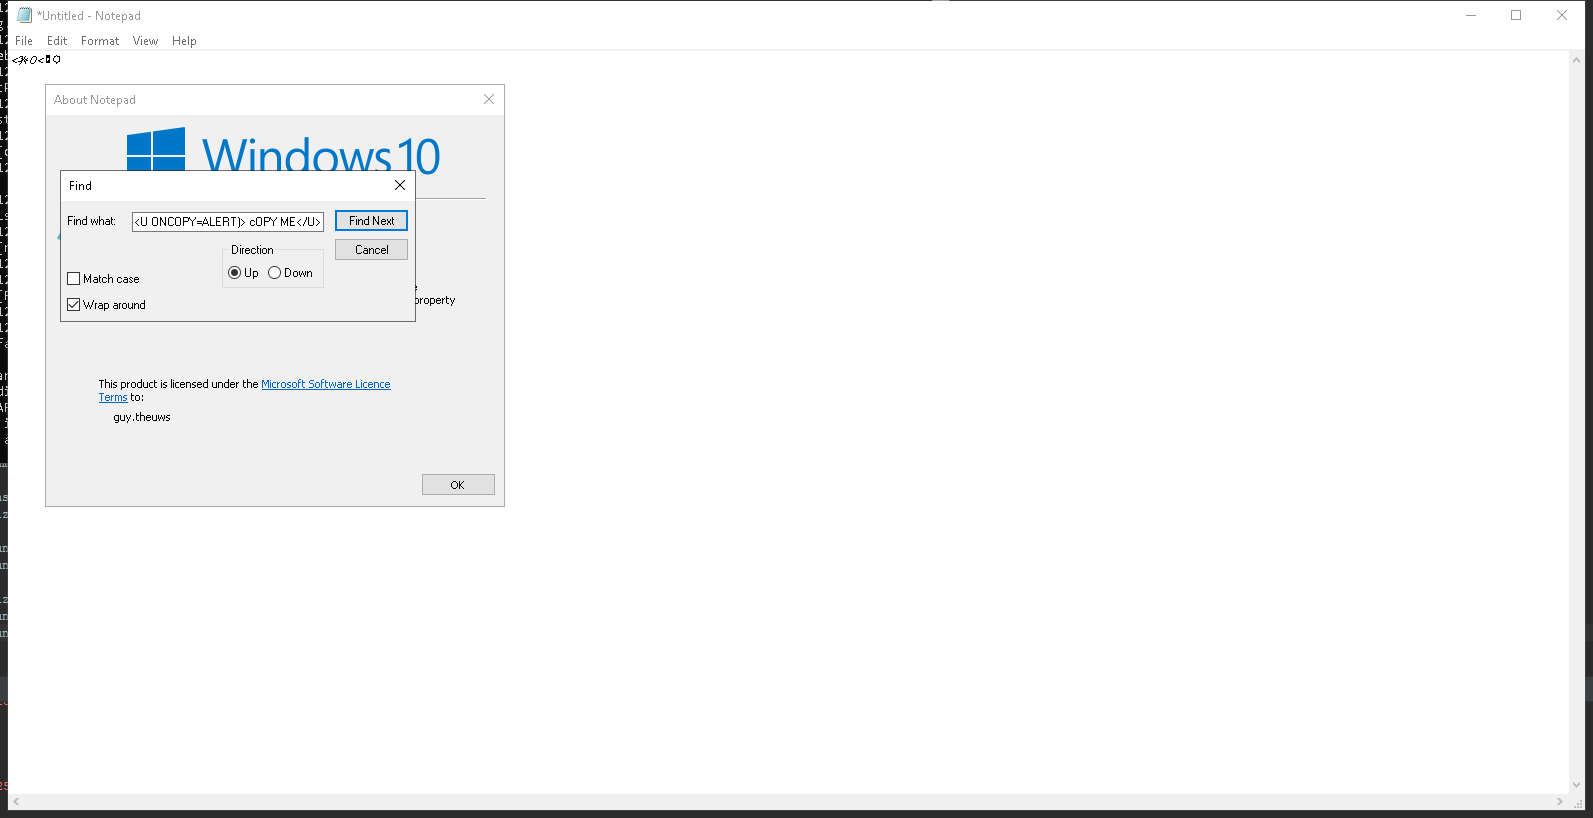 *Untitled - Notepad
File Edit Format View Help
About Notepad
Windows 10
Find
Find what: <U ONCOPY=ALERT)> cOPY ME</U> Find Next
Cancel
Direction
Up Down
Match case
Wrap around
property
This product is licensed under the Microsoft Software Licence
Terms to:
guy.theuws
OK